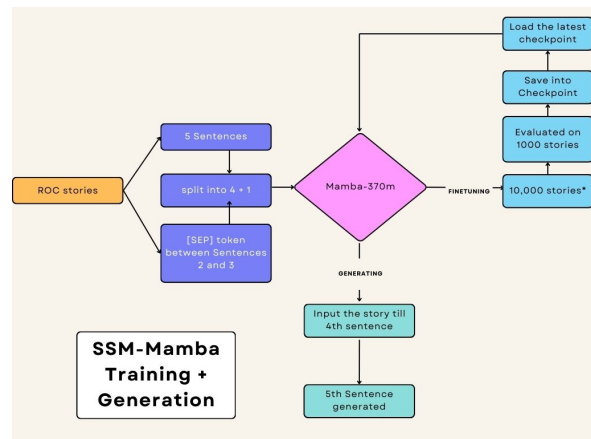 Load the latest
checkpoint
Save into
Checkpoint
5 Sentences
Evaluated on
1000 stories
ROC stories
split into 4 + 1
Mamba-370m
FINETUNING
10,000 stories*
[SEP] token
between Sentences
2 and 3
GENERATING
Input the story till
4th sentence
SSM-Mamba
Training +
Generation
5th Sentence
generated